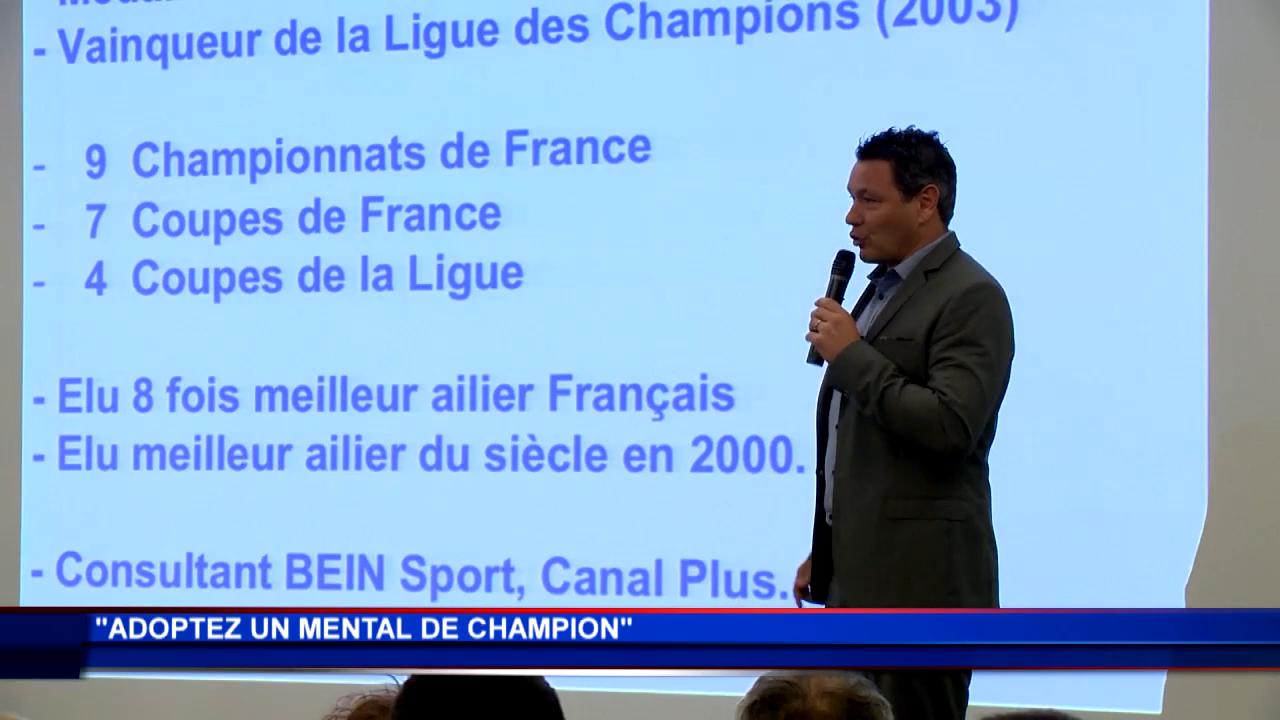 - Vainqueur de la Ligue des Champions (2003)
- 9 Championnats de France
- 7 Coupes de France
- 4 Coupes de la Ligue
- Elu 8 fois meilleur ailier Français
- Elu meilleur ailier du siècle en 2000.
- Consultant BEIN Sport, Canal Plus.
"ADOPTEZ UN MENTAL DE CHAMPION"